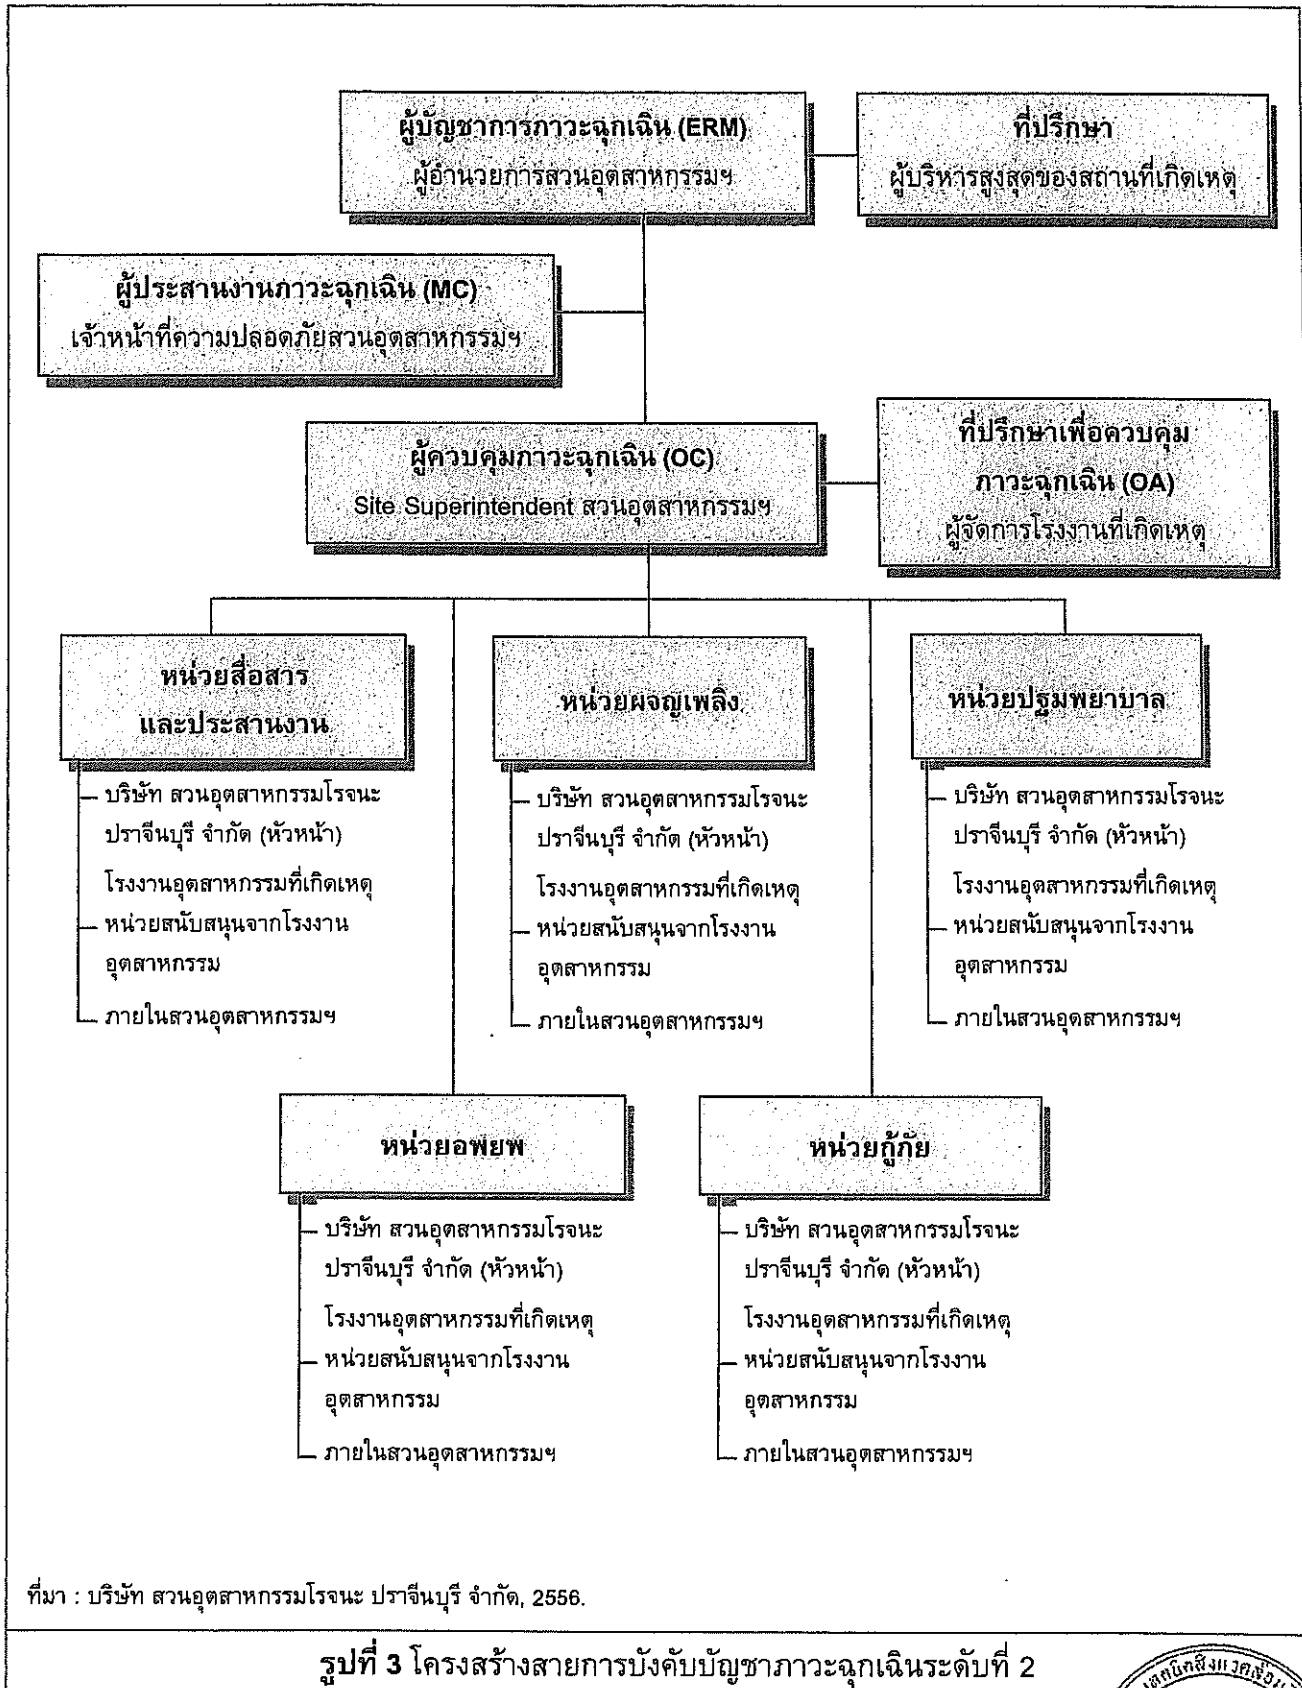 ผู้บัญชาการภาวะฉุกเฉิน (ERM)
ผู้อำนวยการสวนอุตสาหกรรมฯ
ที่ปรึกษา
ผู้บริหารสูงสุดของสถานที่เกิดเหตุ
ผู้ประสานงานภาวะฉุกเฉิน (MC)
เจ้าหน้าที่ความปลอดภัยสวนอุตสาหกรรมฯ
ผู้ควบคุมภาวะฉุกเฉิน (OC)
Site Superintendent สวนอุตสาหกรรมฯ
ที่ปรึกษาเพื่อควบคุม
ภาวะฉุกเฉิน (OA)
ผู้จัดการโรงงานที่เกิดเหตุ
หน่วยสื่อสาร
และประสานงาน
บริษัท สวนอุตสาหกรรมโรจนะ
ปราจีนบุรี จำกัด (หัวหน้า)
โรงงานอุตสาหกรรมที่เกิดเหตุ
หน่วยสนับสนุนจากโรงงาน
อุตสาหกรรม
ภายในสวนอุตสาหกรรมฯ
หน่วยผจญเพลิง
บริษัท สวนอุตสาหกรรมโรจนะ
ปราจีนบุรี จำกัด (หัวหน้า)
โรงงานอุตสาหกรรมที่เกิดเหตุ
หน่วยสนับสนุนจากโรงงาน
อุตสาหกรรม
ภายในสวนอุตสาหกรรมฯ
หน่วยปฐมพยาบาล
บริษัท สวนอุตสาหกรรมโรจนะ
ปราจีนบุรี จำกัด (หัวหน้า)
โรงงานอุตสาหกรรมที่เกิดเหตุ
หน่วยสนับสนุนจากโรงงาน
อุตสาหกรรม
ภายในสวนอุตสาหกรรมฯ
หน่วยอพยพ
บริษัท สวนอุตสาหกรรมโรจนะ
ปราจีนบุรี จำกัด (หัวหน้า)
โรงงานอุตสาหกรรมที่เกิดเหตุ
หน่วยสนับสนุนจากโรงงาน
อุตสาหกรรม
ภายในสวนอุตสาหกรรมฯ
หน่วยกู้ภัย
บริษัท สวนอุตสาหกรรมโรจนะ
ปราจีนบุรี จำกัด (หัวหน้า)
โรงงานอุตสาหกรรมที่เกิดเหตุ
หน่วยสนับสนุนจากโรงงาน
อุตสาหกรรม
ภายในสวนอุตสาหกรรมฯ
ที่มา : บริษัท สวนอุตสาหกรรมโรจนะ ปราจีนบุรี จำกัด, 2556.
รูปที่ 3 โครงสร้างสายการบังคับบัญชาภาวะฉุกเฉินระดับที่ 2